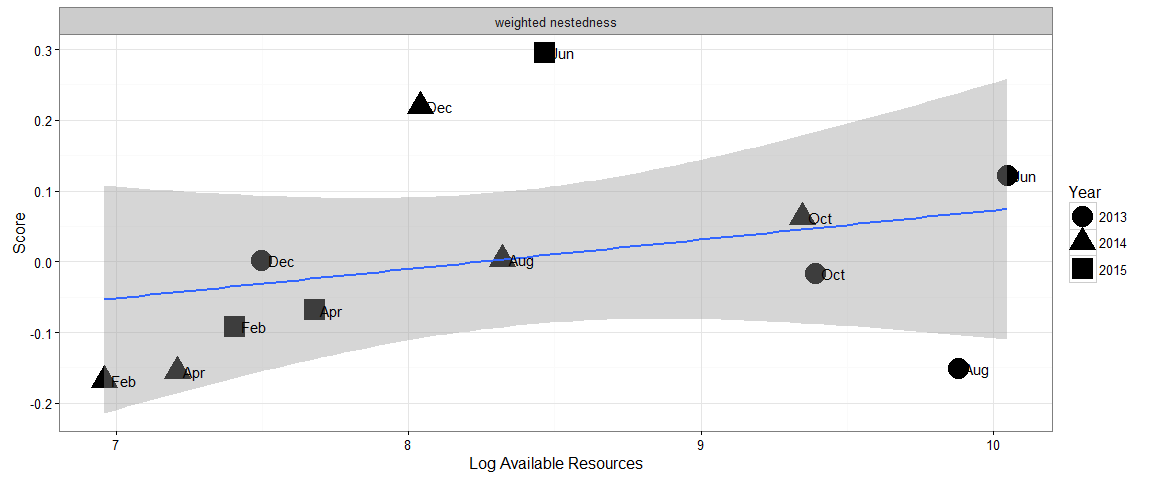 weighted nestedness
0.3
0.2
0.1
0.0
-0.1
-0.2
Score
Jun
Dec
Jun
Oct
Dec
Aug
Oct
Apr
Feb
Aug
Apr
Feb
7
8
9
10
Log Available Resources
Year
2013
2014
2015